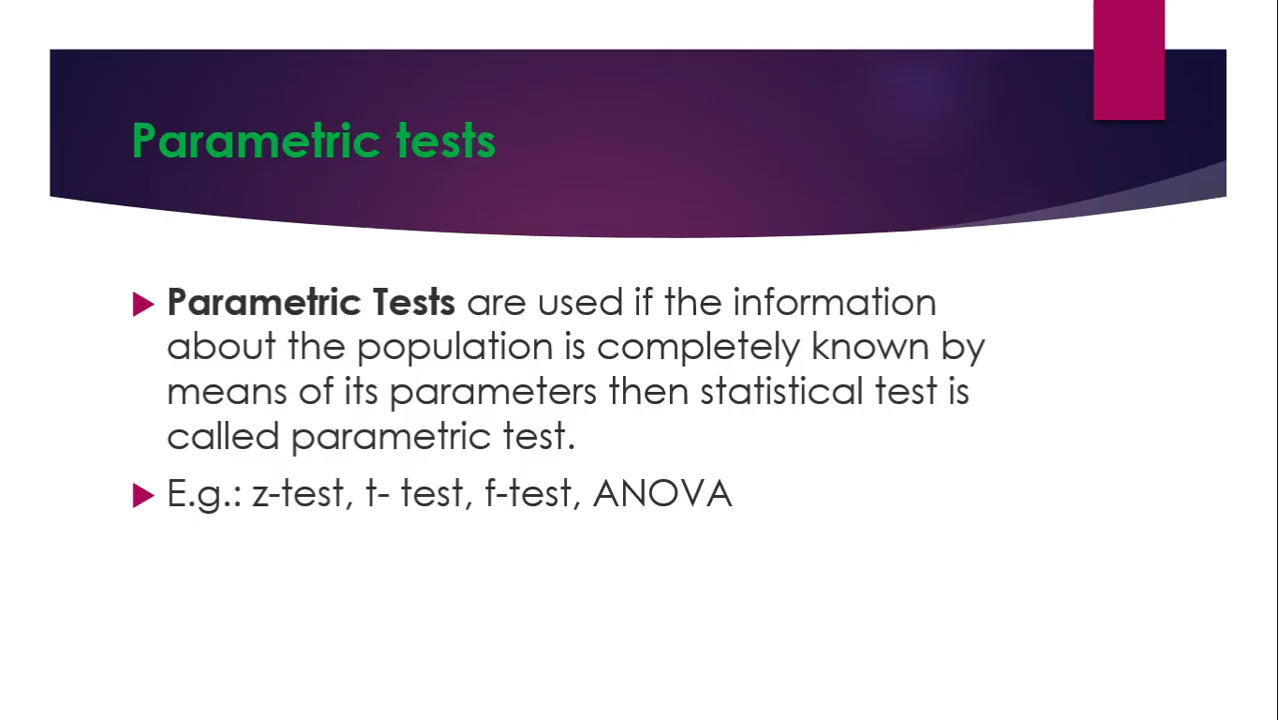 Parametric tests
Parametric Tests are used if the information
about the population is completely known by
means of its parameters then statistical test is
called parametric test.
E.g.: z-test, t- test, f-test, ANOVA